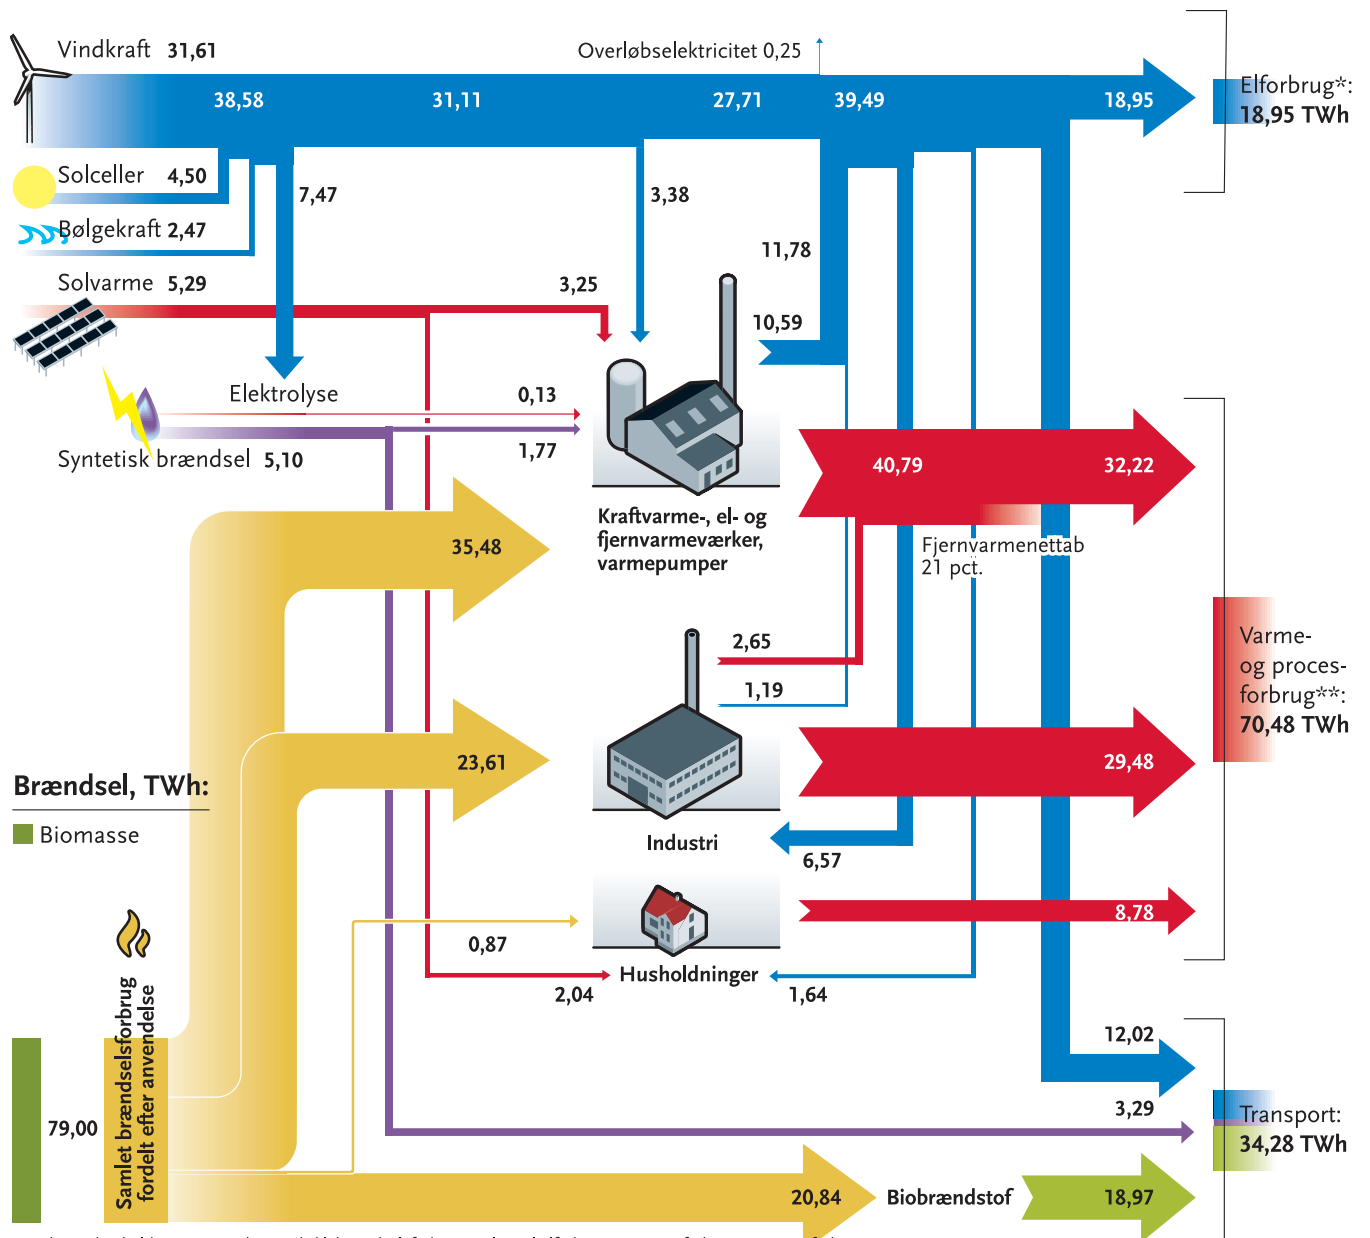 Vindkraft 31,61
Overløbselektricitet 0,25
38,58
31,11
27,71
39,49
18,95
Elforbrug*:
18,95 TWh
Solceller 4,50
7,47
3,38
Bølgekraft 2,47
11,78
Solvarme 5,29
3,25
10,59
Elektrolyse
0,13
1,77
Syntetisk brændsel 5,10
40,79
32,22
Kraftvarme-, el- og
fjernvarmeværker,
varmepumper
35,48
Fjernvarmenettab
21 pct.
2,65
1,19
Varme-
og proces-
forbrug**:
70,48 TWh
23,61
29,48
Brændsel, TWh:
Biomasse
Industri
6,57
8,78
0,87
Husholdninger
2,04
1,64
Samlet brændselsforbrug
fordelt efter anvendelse
12,02
3,29
79,00
Transport:
34,28 TWh
20,84
Biobrændstof
18,97